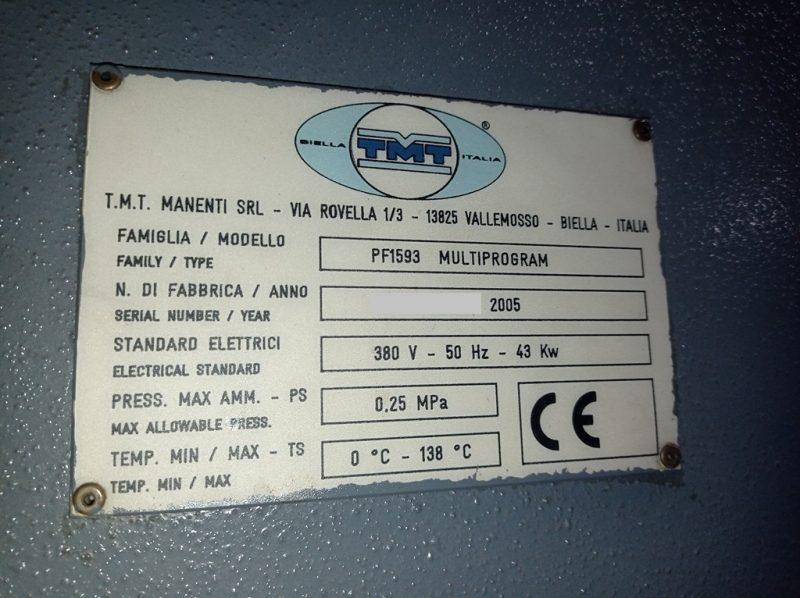 BIELLA TMT ITALIA ®
T.M.T. MANENTI SRL - VIA ROVELLA 1/3 - 13825 VALLEMOSSO - BIELLA - ITALIA
FAMIGLIA / MODELLO
FAMILY / TYPE
PF1593 MULTIPROGRAM
N. DI FABBRICA / ANNO
SERIAL NUMBER / YEAR
2005
STANDARD ELETTRICI
ELECTRICAL STANDARD
380 V - 50 Hz - 43 Kw
PRESS. MAX AMM. - PS
MAX ALLOWABLE PRESS.
0,25 MPa
TEMP. MIN / MAX - TS
TEMP. MIN / MAX
0 °C - 138 °C
CE